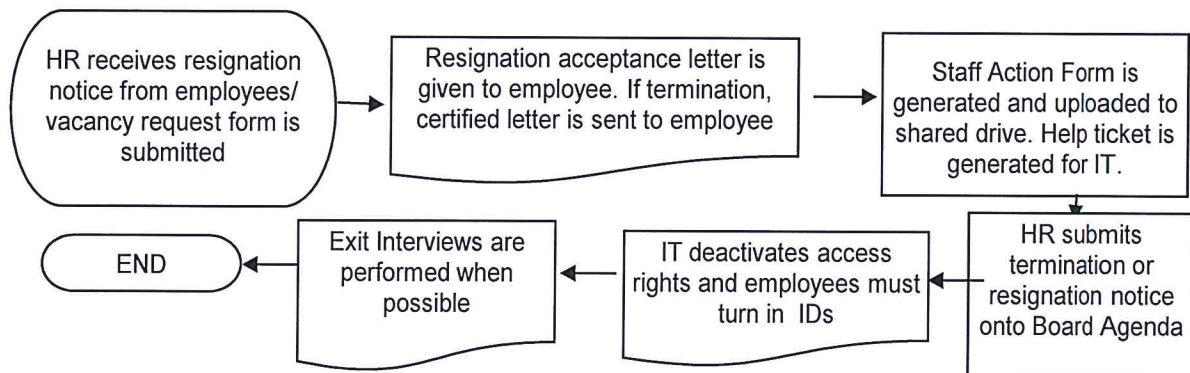 HR receives resignation
notice from employees/
vacancy request form is
submitted
Resignation acceptance letter is
given to employee. If termination,
certified letter is sent to employee
Staff Action Form is
generated and uploaded to
shared drive. Help ticket is
generated for IT.
HR submits
termination or
resignation notice
onto Board Agenda
IT deactivates access
rights and employees must
turn in IDs
Exit Interviews are
performed when
possible
END